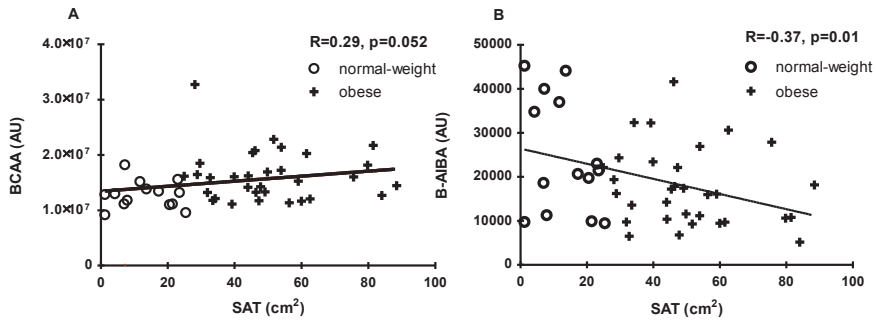 A
R=0.29, p=0.052
normal-weight
obese
BCAA (AU)
4.0×10⁷
3.0×10⁷
2.0×10⁷
1.0×10⁷
0
0 20 40 60 80 100
SAT (cm²)
B
R=-0.37, p=0.01
normal-weight
obese
B-AIBA (AU)
50000
40000
30000
20000
10000
0
0 20 40 60 80 100
SAT (cm²)